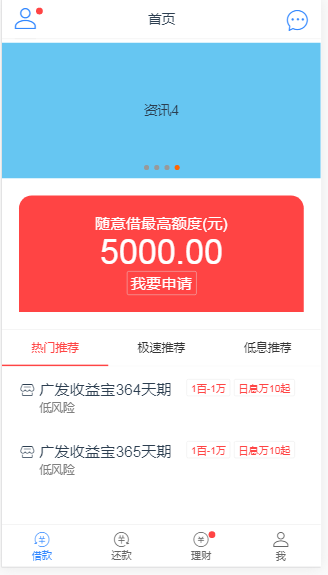 首页
资讯4
随意借最高额度(元)
5000.00
我要申请
热门推荐 极速推荐 低息推荐
广发收益宝364天期 1百-1万 日息万10起
低风险
广发收益宝365天期 1百-1万 日息万10起
低风险
借款 还款 理财 我